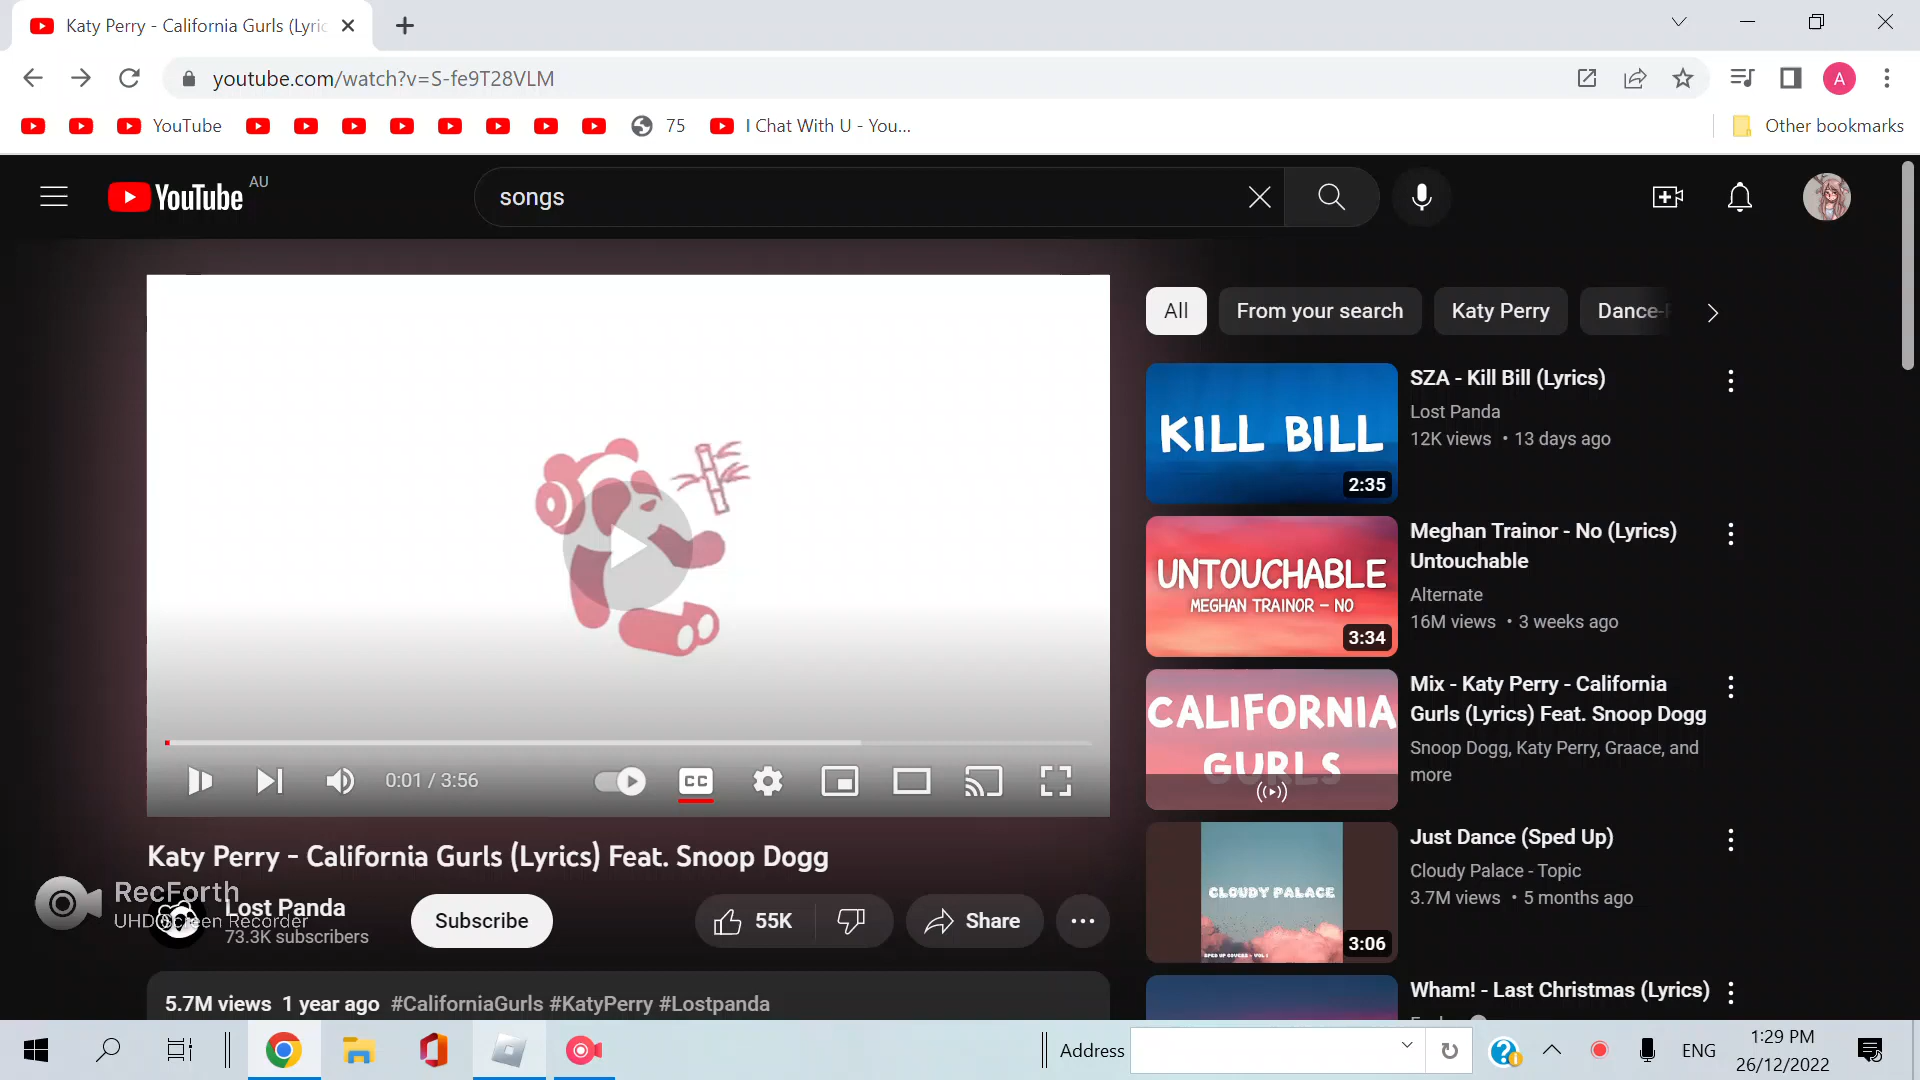 Katy Perry - California Gurls (Lyric
youtube.com/watch?v=S-fe9T28VLM
A
YouTube
75
I Chat With U - You...
Other bookmarks
YouTube
AU
songs
All
From your search
Katy Perry
Dance-
KILL BILL
2:35
SZA - Kill Bill (Lyrics)
Lost Panda
12K views • 13 days ago
UNTOUCHABLE
MEGHAN TRAINOR – NO
3:34
Meghan Trainor - No (Lyrics)
Untouchable
Alternate
16M views • 3 weeks ago
CALIFORNIA
GURLS
Mix - Katy Perry - California
Gurls (Lyrics) Feat. Snoop Dogg
Snoop Dogg, Katy Perry, Graace, and
more
0:01 / 3:56
CC
Katy Perry - California Gurls (Lyrics) Feat. Snoop Dogg
RecForth
UHD Screen Recorder
Lost Panda
73.3K subscribers
Subscribe
55K
Share
5.7M views 1 year ago #CaliforniaGurls #KatyPerry #Lostpanda
CLOUDY PALACE
3:06
Just Dance (Sped Up)
Cloudy Palace - Topic
3.7M views • 5 months ago
Wham! - Last Christmas (Lyrics)
Address
ENG
1:29 PM
26/12/2022